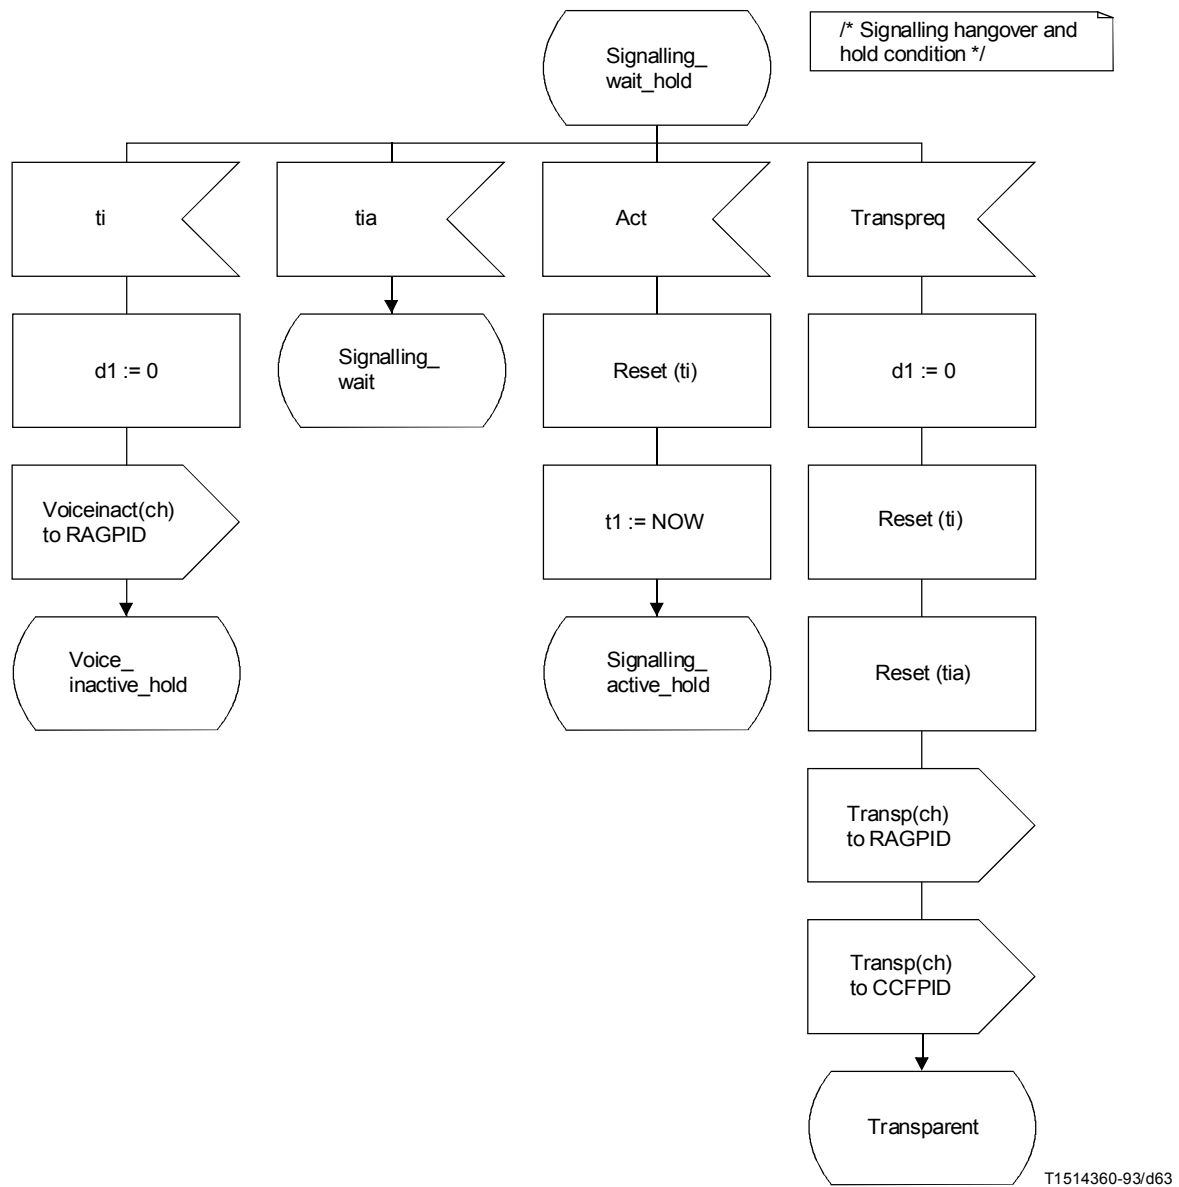 Signalling_
wait_hold
/* Signalling hangover and
hold condition */
ti
tia
Act
Transpreq
d1 := 0
Signalling_
wait
Reset (ti)
d1 := 0
Voiceinact(ch)
to RAGPID
t1 := NOW
Reset (ti)
Voice_
inactive_hold
Signalling_
active_hold
Reset (tia)
Transp(ch)
to RAGPID
Transp(ch)
to CCFPID
Transparent
T1514360-93/d63